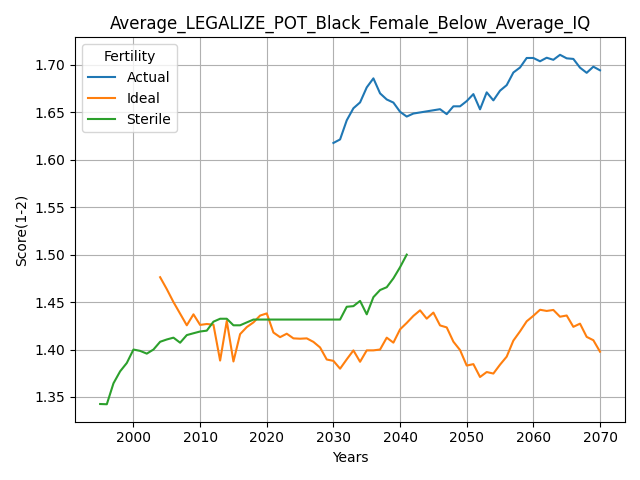 Average_LEGALIZE_POT_Black_Female_Below_Average_IQ
Fertility
Actual
Ideal
Sterile
Score(1-2)
1.70
1.65
1.60
1.55
1.50
1.45
1.40
1.35
2000 2010 2020 2030 2040 2050 2060 2070
Years